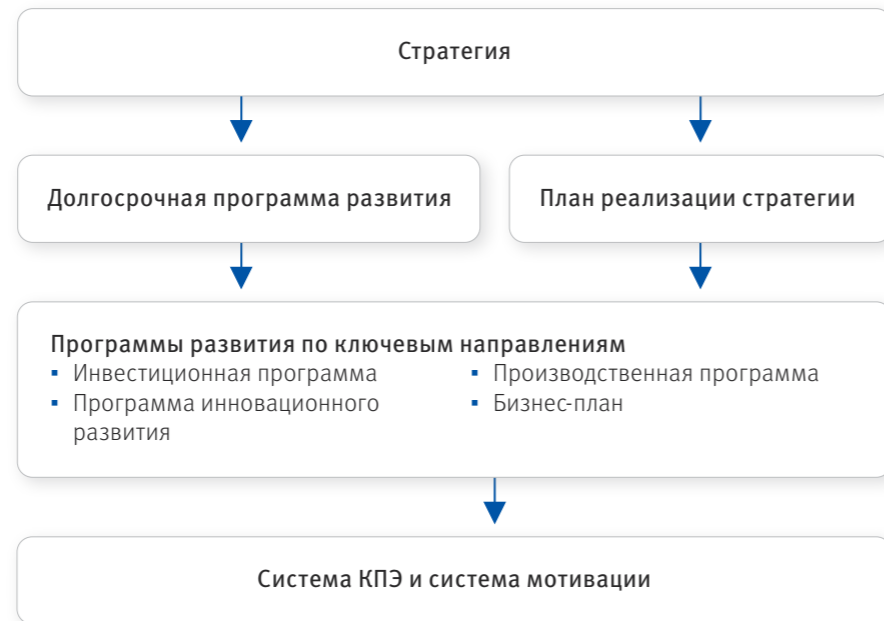 Стратегия
Долгосрочная программа развития
План реализации стратегии
Программы развития по ключевым направлениям
▪ Инвестиционная программа
▪ Программа инновационного
развития
▪ Производственная программа
▪ Бизнес-план
Система КПЭ и система мотивации